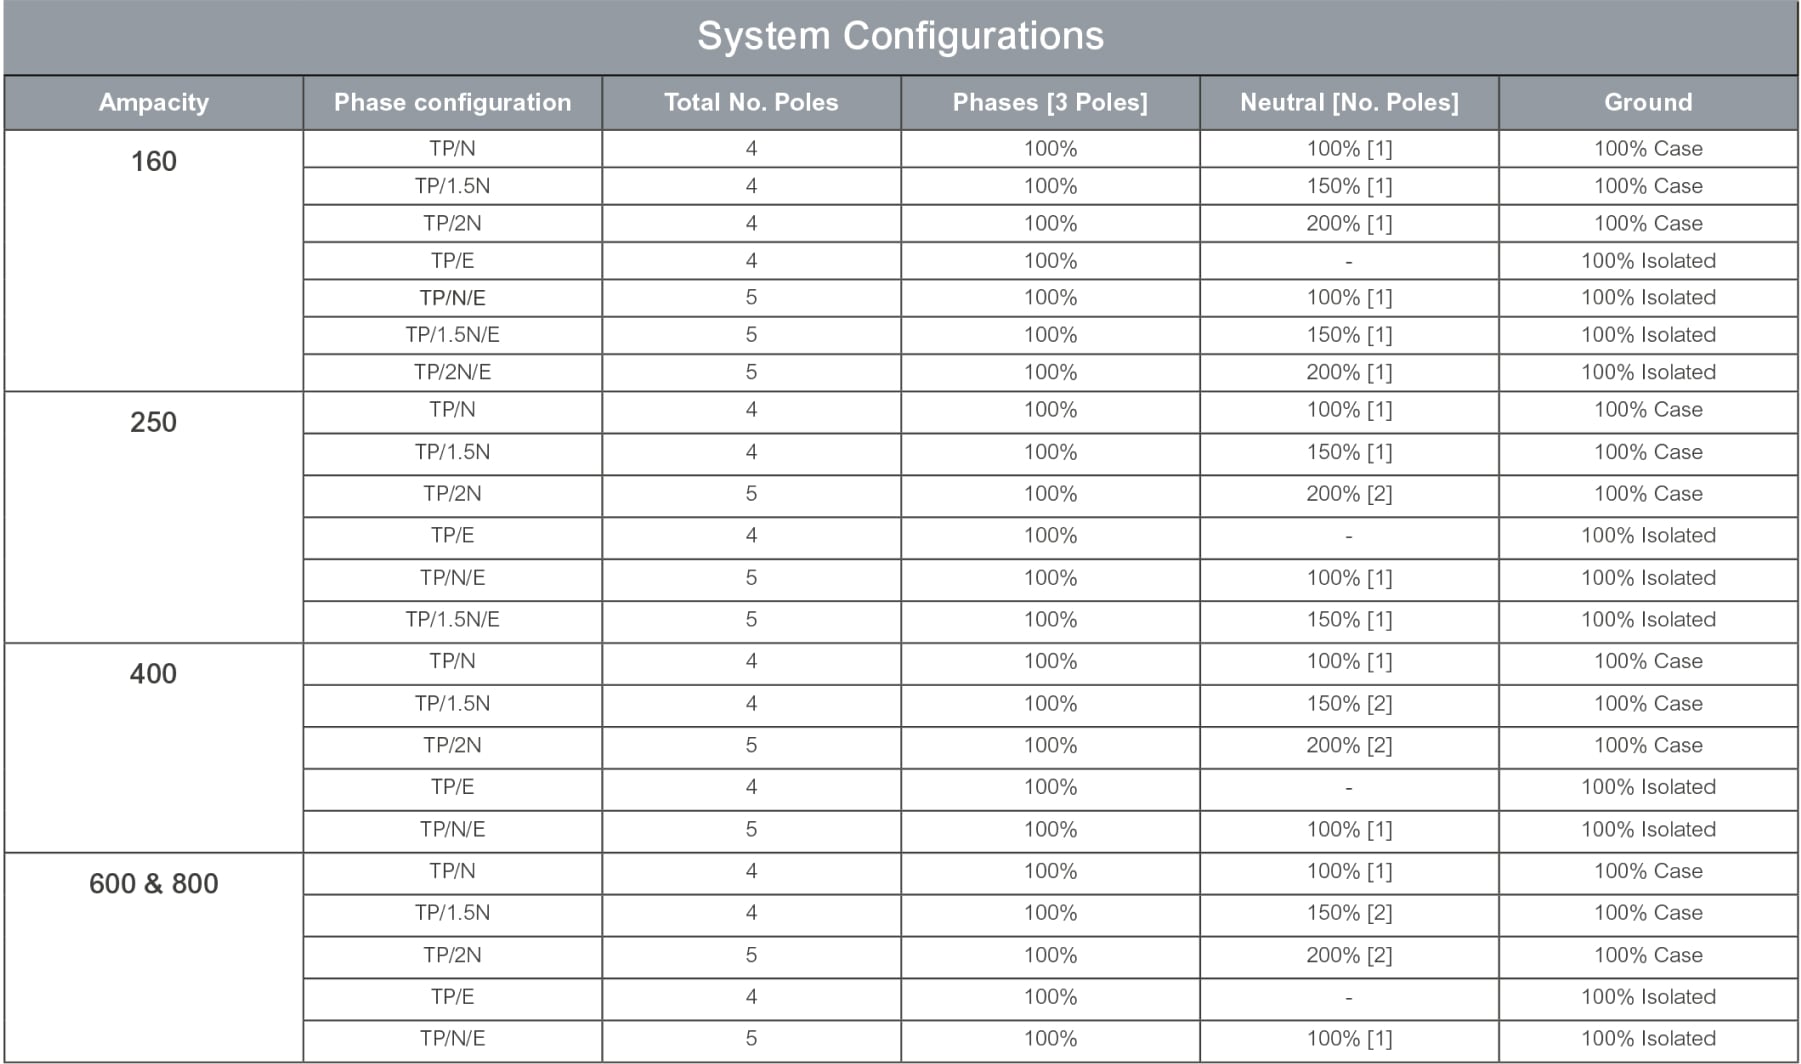 System Configurations
Ampacity Phase configuration Total No. Poles Phases [3 Poles] Neutral [No. Poles] Ground
160 TP/N 4 100% 100% [1] 100% Case
TP/1.5N 4 100% 150% [1] 100% Case
TP/2N 4 100% 200% [1] 100% Case
TP/E 4 100% - 100% Isolated
TP/N/E 5 100% 100% [1] 100% Isolated
TP/1.5N/E 5 100% 150% [1] 100% Isolated
TP/2N/E 5 100% 200% [1] 100% Isolated
250 TP/N 4 100% 100% [1] 100% Case
TP/1.5N 4 100% 150% [1] 100% Case
TP/2N 5 100% 200% [2] 100% Case
TP/E 4 100% - 100% Isolated
TP/N/E 5 100% 100% [1] 100% Isolated
TP/1.5N/E 5 100% 150% [1] 100% Isolated
400 TP/N 4 100% 100% [1] 100% Case
TP/1.5N 4 100% 150% [2] 100% Case
TP/2N 5 100% 200% [2] 100% Case
TP/E 4 100% - 100% Isolated
TP/N/E 5 100% 100% [1] 100% Isolated
600 & 800 TP/N 4 100% 100% [1] 100% Case
TP/1.5N 4 100% 150% [2] 100% Case
TP/2N 5 100% 200% [2] 100% Case
TP/E 4 100% - 100% Isolated
TP/N/E 5 100% 100% [1] 100% Isolated